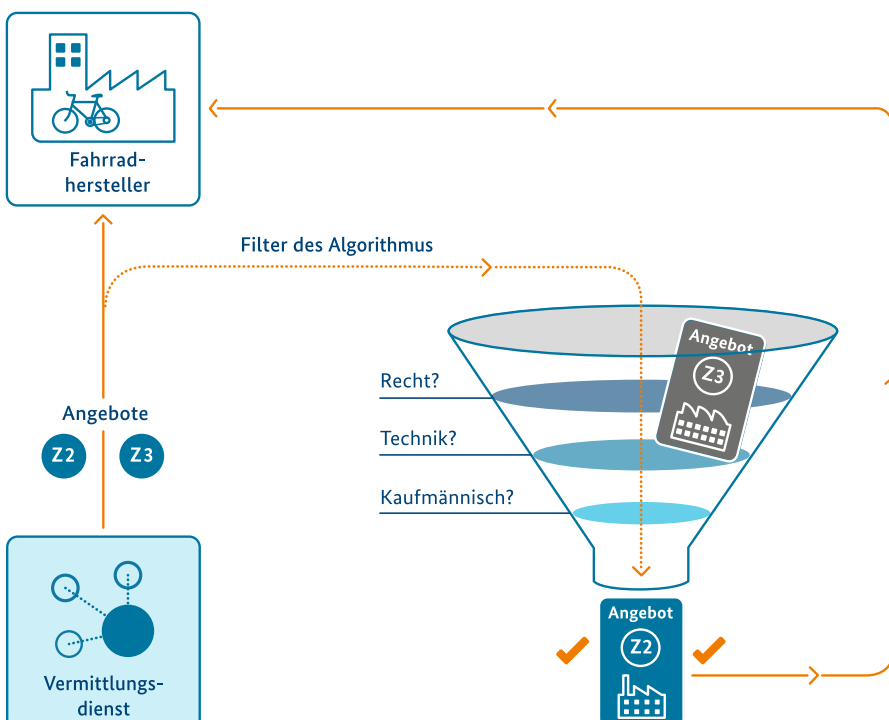 Fahrrad-
hersteller
Filter des Algorithmus
Angebot
Z3
Recht?
Angebote
Technik?
Z2
Z3
Kaufmännisch?
Angebot
Z2
Vermittlungs-
dienst